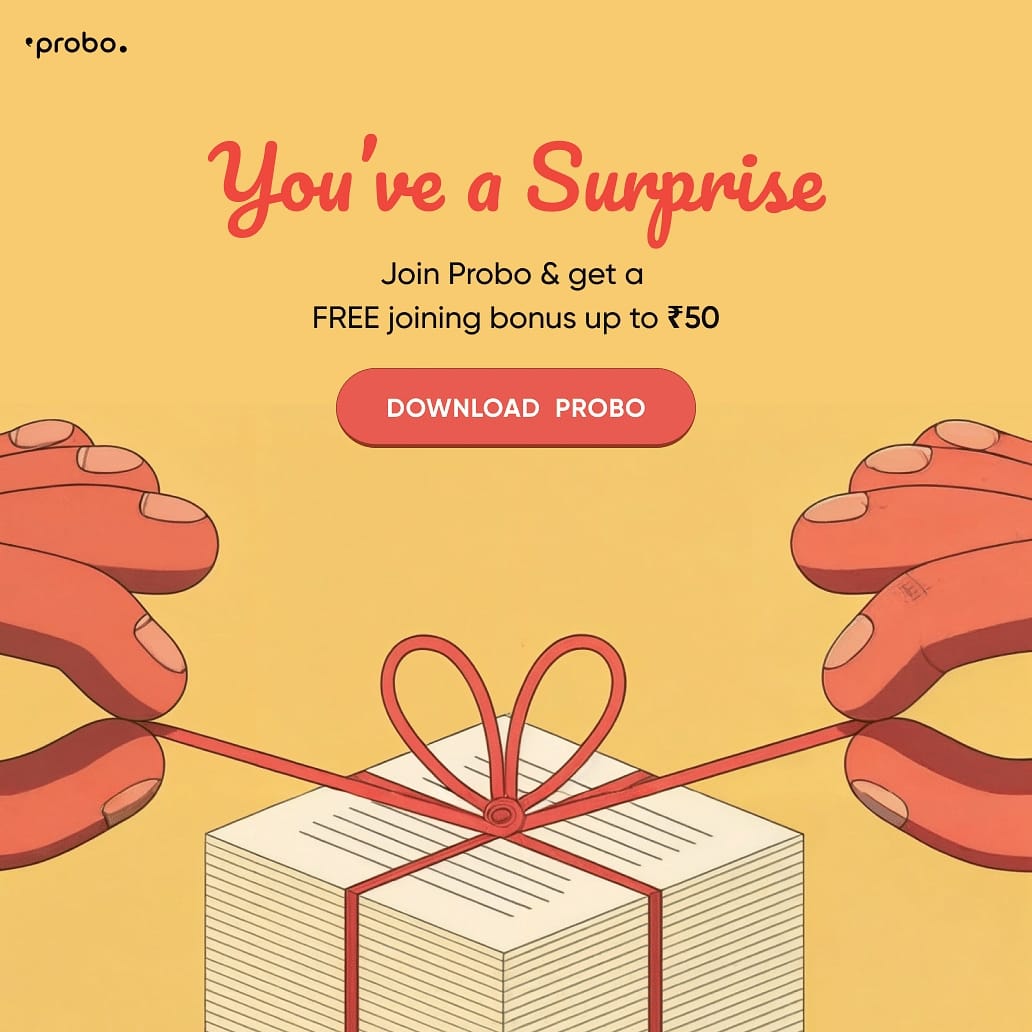 probo.
You've a Surprise
Join Probo & get a
FREE joining bonus up to ₹50
DOWNLOAD PROBO